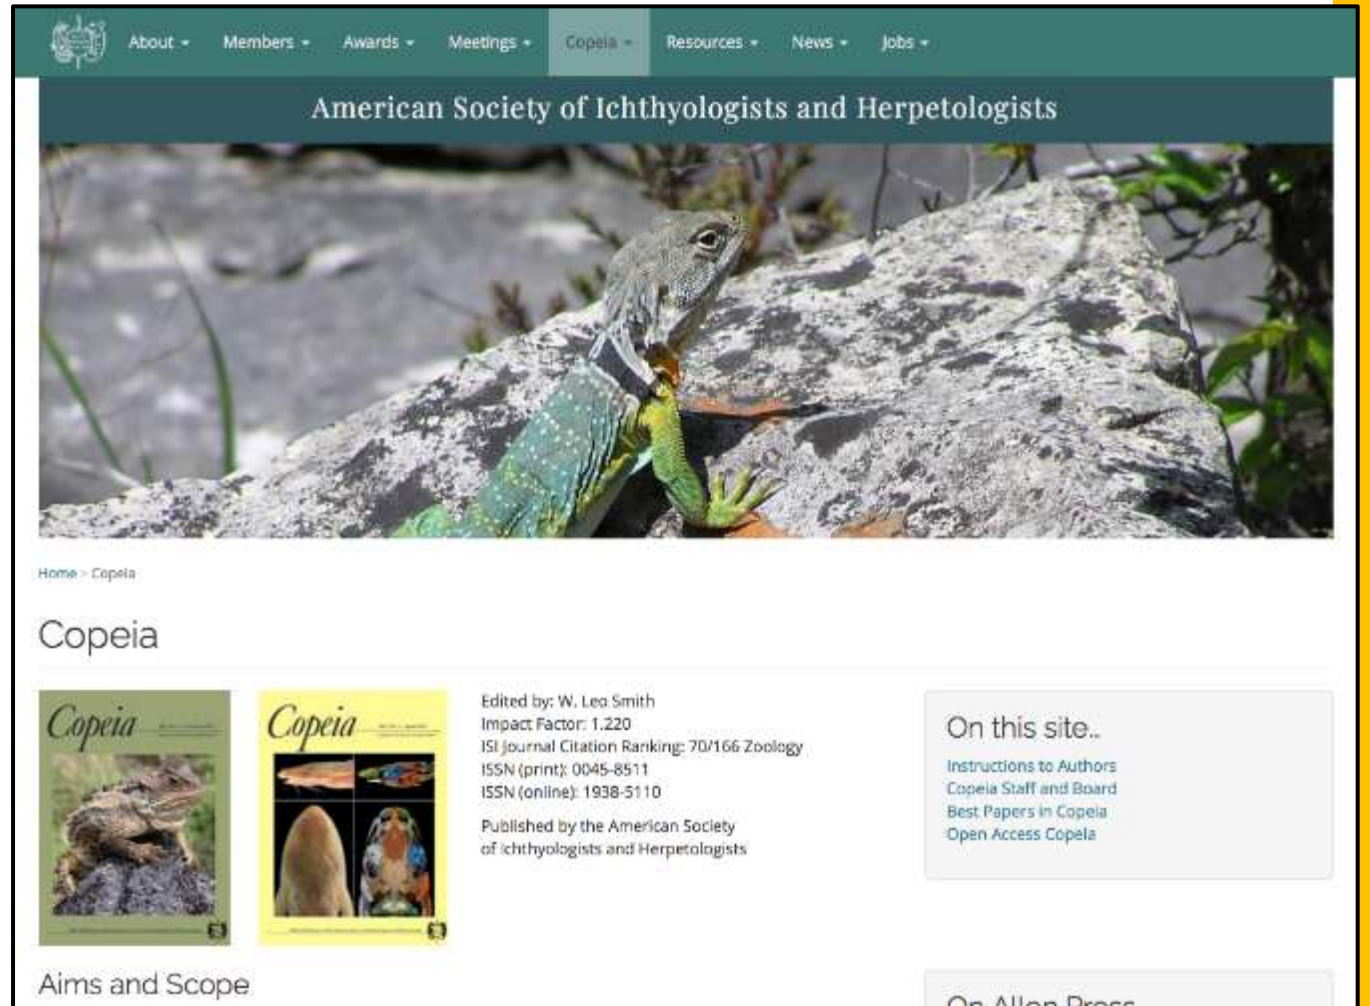 About Members Awards Meetings Copeia Resources News Jobs
American Society of Ichthyologists and Herpetologists
Home > Copeia
Copeia
Copeia
Copeia
Edited by: W. Leo Smith
Impact Factor: 1.220
ISI Journal Citation Ranking: 70/166 Zoology
ISSN (print): 0045-8511
ISSN (online): 1938-5110
Published by the American Society
of Ichthyologists and Herpetologists
On this site...
Instructions to Authors
Copeia Staff and Board
Best Papers in Copeia
Open Access Copeia
Aims and Scope
On Allen Press